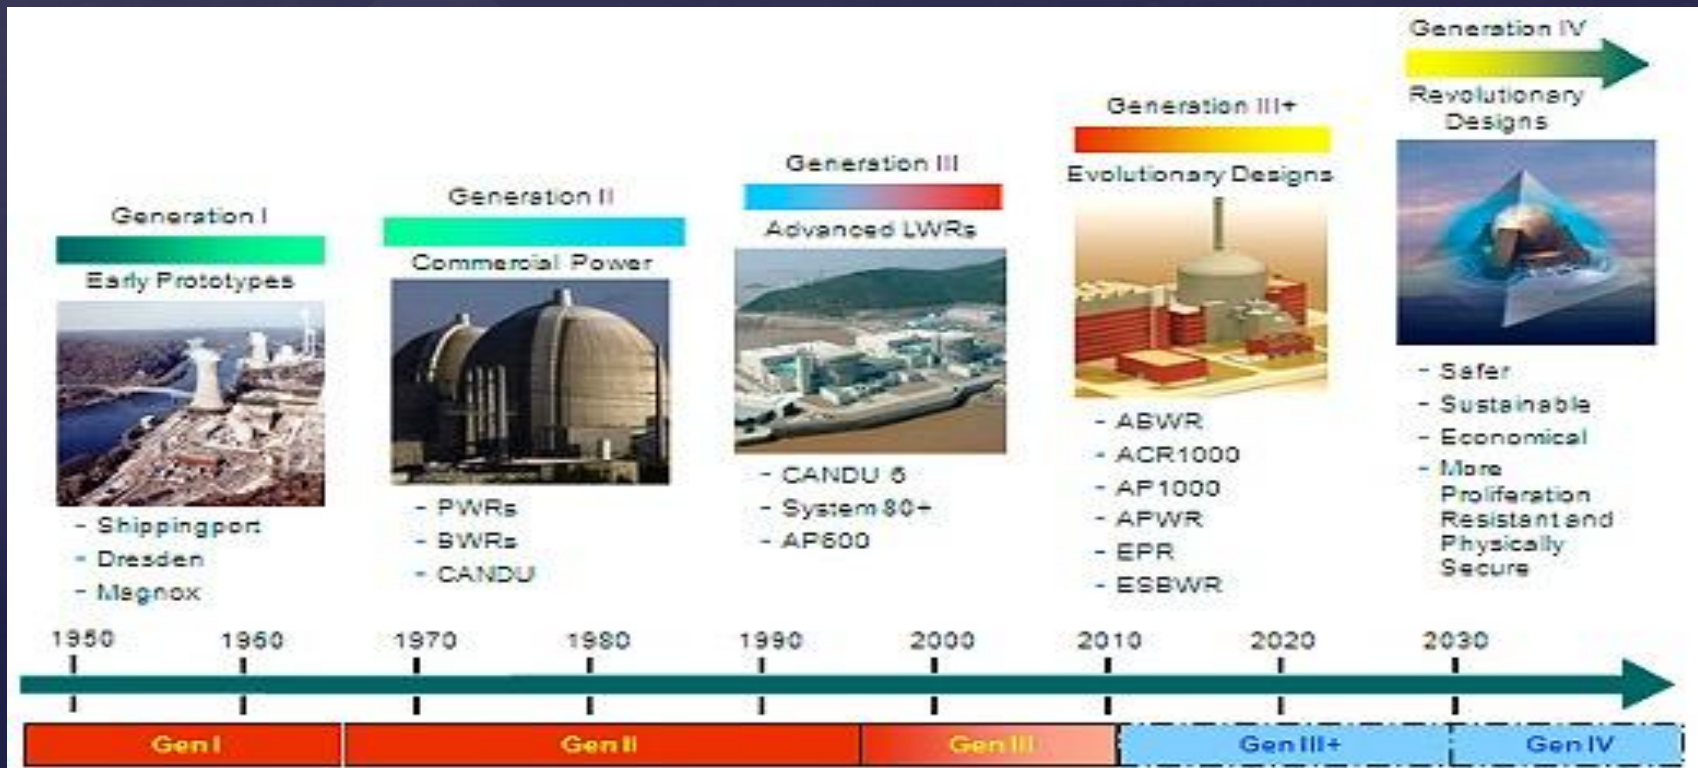 Generation I
Early Prototypes
- Shippingport
- Dresden
- Magnox
Generation II
Commercial Power
- PWRs
- BWRs
- CANDU
Generation III
Advanced LWRs
- CANDU 6
- System 80+
- AP600
Generation III+
Evolutionary Designs
- ABWR
- ACR1000
- AP1000
- APWR
- EPR
- ESBWR
Generation IV
Revolutionary
Designs
- Safer
- Sustainable
- Economical
- More
Proliferation
Resistant and
Physically
Secure
1950 1960 1970 1980 1990 2000 2010 2020 2030
Gen I Gen II Gen III Gen III+ Gen IV